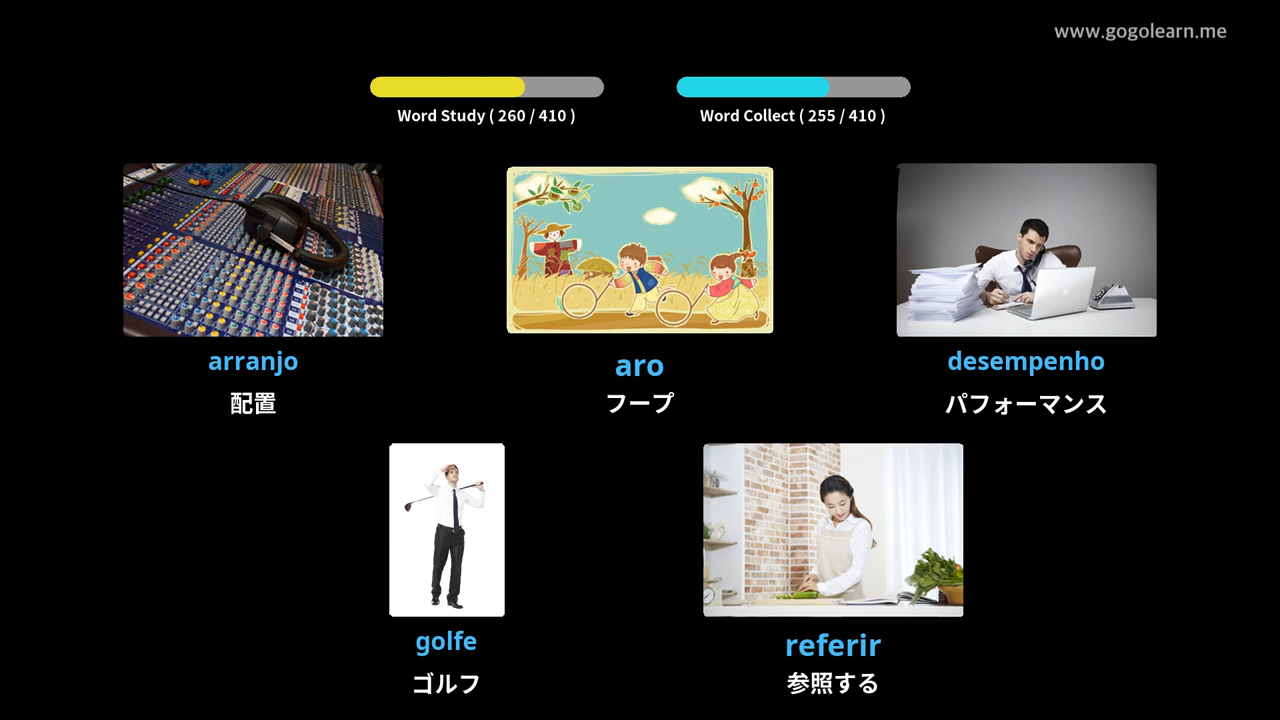 www.gogolearn.me
Word Study ( 260 / 410 )
Word Collect ( 255 / 410 )
arranjo
配置
aro
フープ
desempenho
パフォーマンス
golfe
ゴルフ
referir
参照する